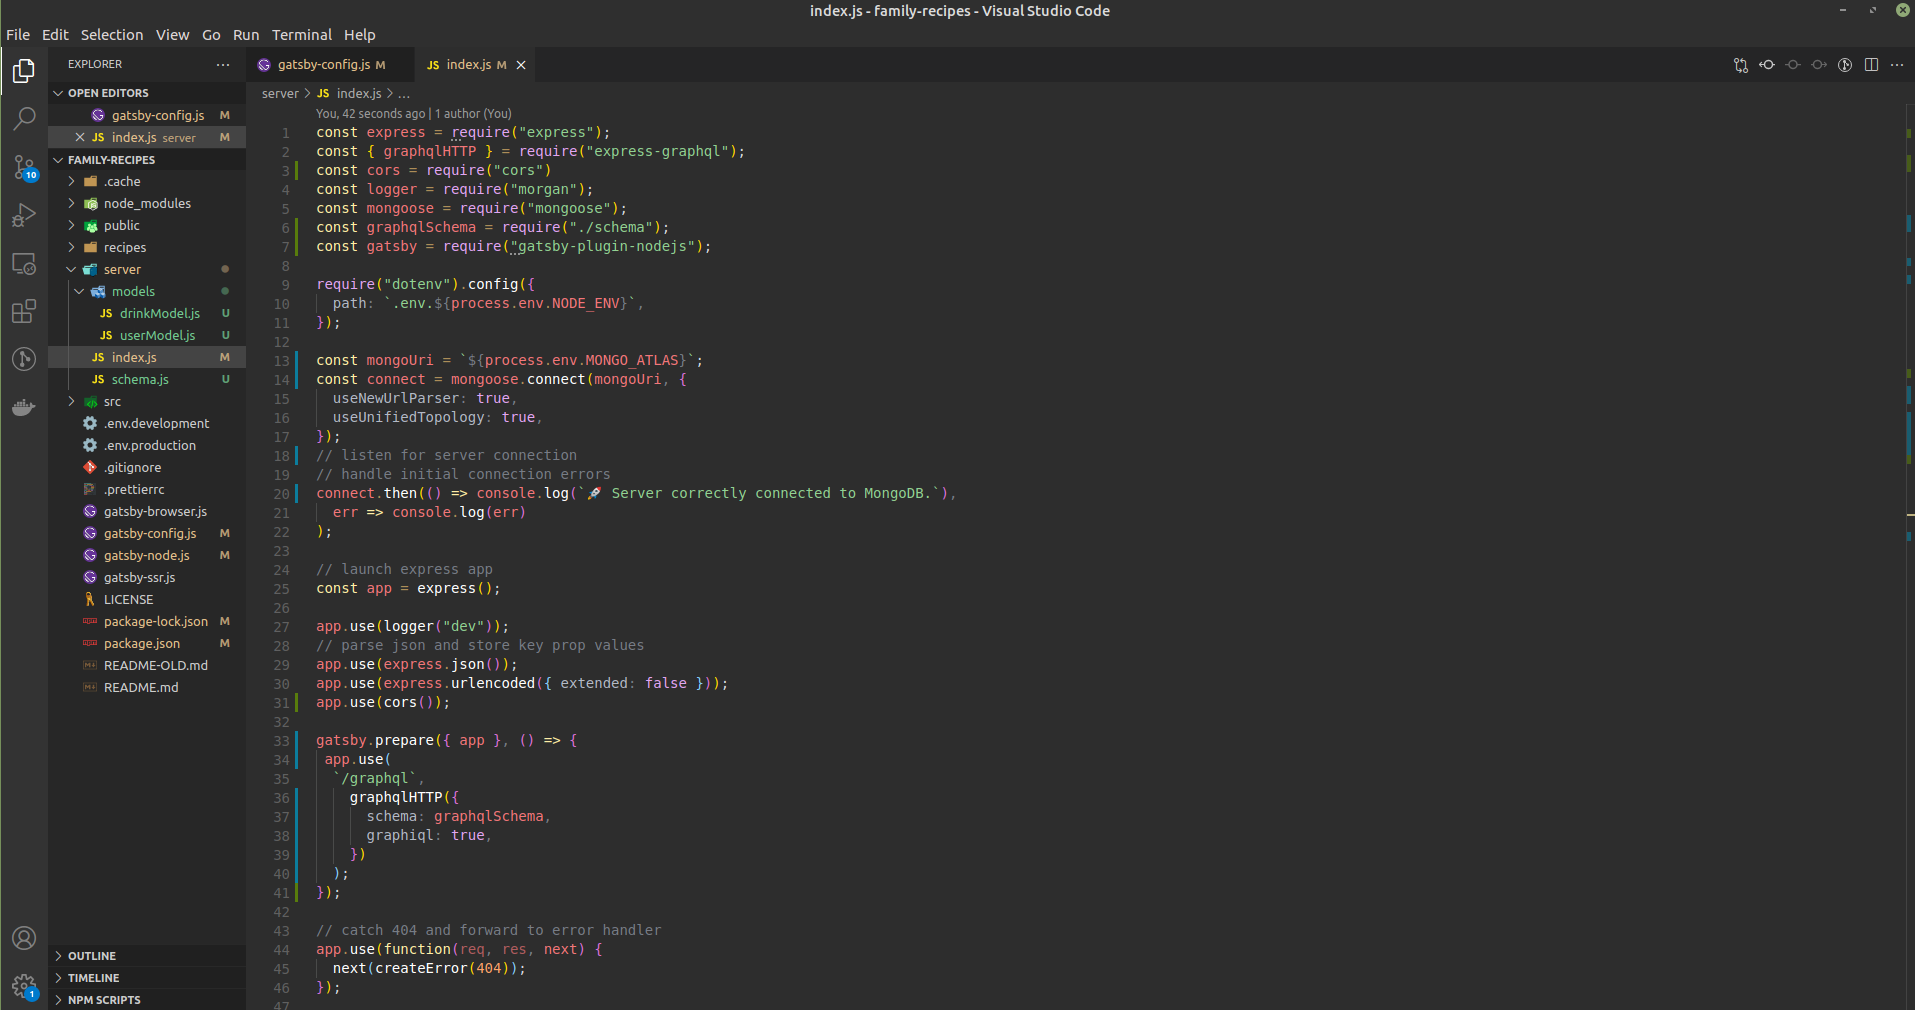 index.js - family-recipes - Visual Studio Code
File Edit Selection View Go Run Terminal Help
EXPLORER
gatsby-config.js M
JS index.js M
OPEN EDITORS
gatsby-config.js M
JS index.js server M
FAMILY-RECIPES
.cache
node_modules
public
recipes
server
models
JS drinkModel.js U
JS userModel.js U
JS index.js M
JS schema.js U
src
.env.development
.env.production
.gitignore
.prettierrc
gatsby-browser.js
gatsby-config.js M
gatsby-node.js M
gatsby-ssr.js
LICENSE
package-lock.json M
package.json M
README-OLD.md
README.md
OUTLINE
TIMELINE
NPM SCRIPTS
10
1
server > JS index.js > ...
You, 42 seconds ago | 1 author (You)
1 const express = require("express");
2 const { graphqlHTTP } = require("express-graphql");
3 const cors = require("cors")
4 const logger = require("morgan");
5 const mongoose = require("mongoose");
6 const graphqlSchema = require("./schema");
7 const gatsby = require("gatsby-plugin-nodejs");
8
9 require("dotenv").config({
10 path: `.env.${process.env.NODE_ENV}`,
11 });
12
13 const mongoUri = `${process.env.MONGO_ATLAS}`;
14 const connect = mongoose.connect(mongoUri, {
15 useNewUrlParser: true,
16 useUnifiedTopology: true,
17 });
18 // listen for server connection
19 // handle initial connection errors
20 connect.then(() => console.log(`🚀 Server correctly connected to MongoDB.`),
21 err => console.log(err)
22 );
23
24 // launch express app
25 const app = express();
26
27 app.use(logger("dev"));
28 // parse json and store key prop values
29 app.use(express.json());
30 app.use(express.urlencoded({ extended: false }));
31 app.use(cors());
32
33 gatsby.prepare({ app }, () => {
34 app.use(
35 `/graphql`,
36 graphqlHTTP({
37 schema: graphqlSchema,
38 graphiql: true,
39 })
40 );
41 });
42
43 // catch 404 and forward to error handler
44 app.use(function(req, res, next) {
45 next(createError(404));
46 });
47